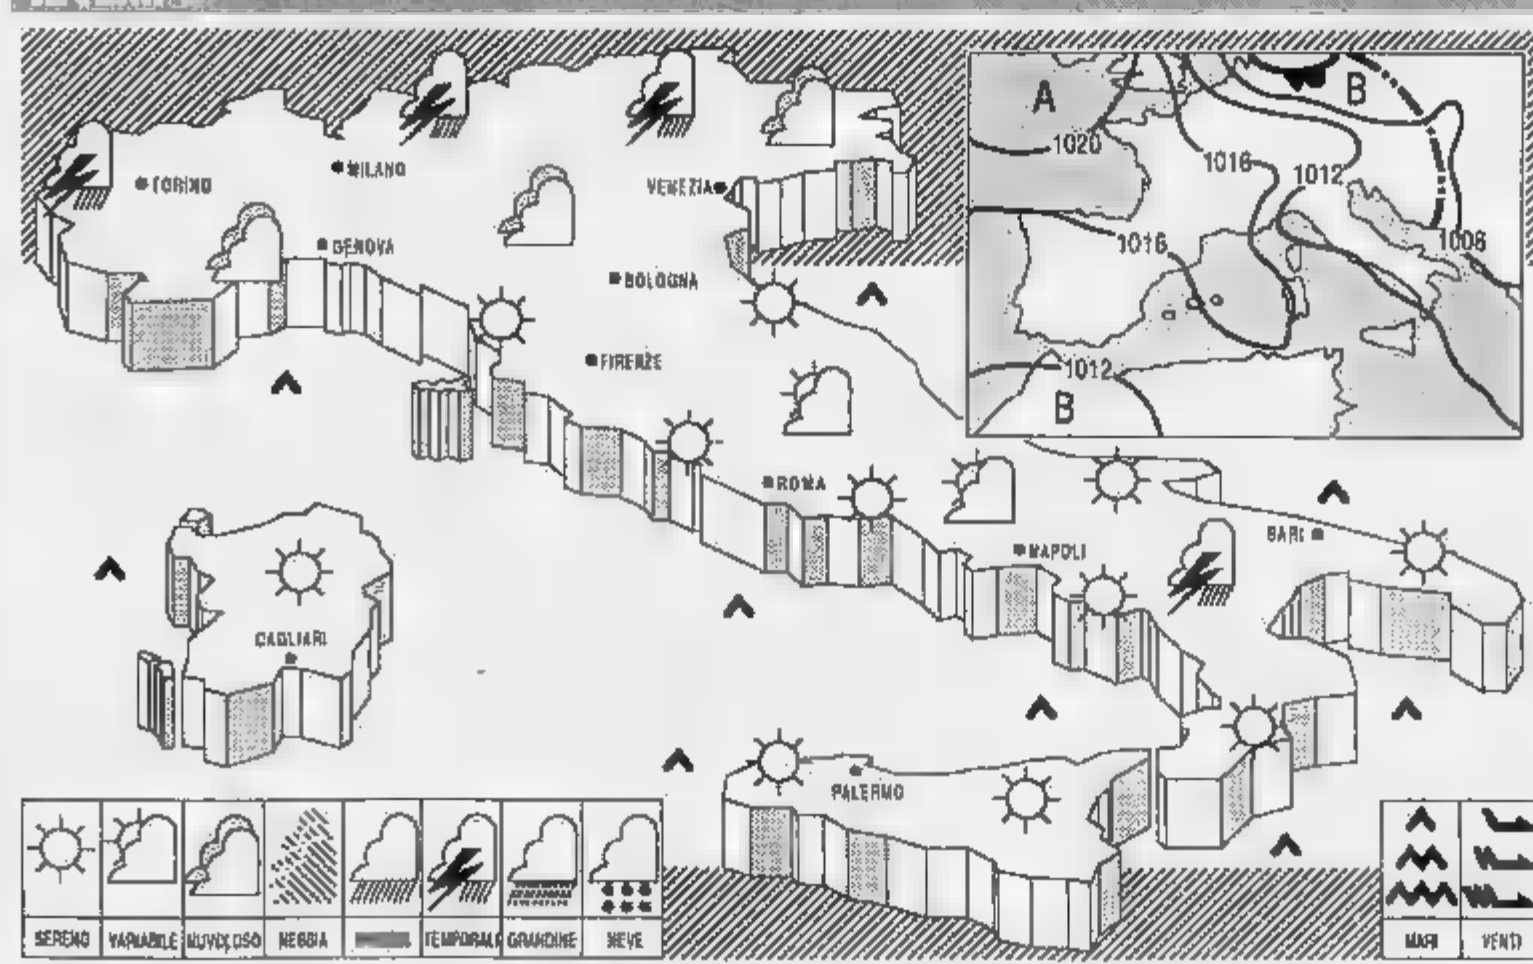 TORINO
MILANO
VENEZIA
GENOVA
BOLOGNA
FIRENZE
ROMA
NAPOLI
BARI
CAGLIARI
PALERMO
A
B
1020
1016
1012
1016
1008
1012
B
SERENO VARIABILE NUVOLOSO NEBBIA TEMPORALE GRANDINE NEVE
MARI VENTI